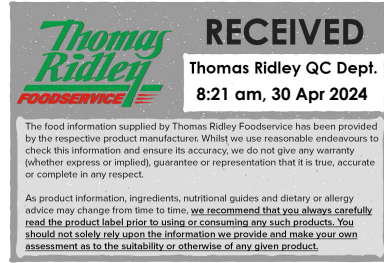 Thomas
Ridley
FOODSERVICE
RECEIVED
Thomas Ridley QC Dept.
8:21 am, 30 Apr 2024
The food information supplied by Thomas Ridley Foodservice has been provided
by the respective product manufacturer. Whilst we use reasonable endeavours to
check this information and ensure its accuracy, we do not give any warranty
(whether express or implied), guarantee or representation that it is true, accurate
or complete in any respect.
As product information, ingredients, nutritional guides and dietary or allergy
advice may change from time to time, we recommend that you always carefully
read the product label prior to using or consuming any such products. You
should not solely rely upon the information we provide and make your own
assessment as to the suitability or otherwise of any given product.